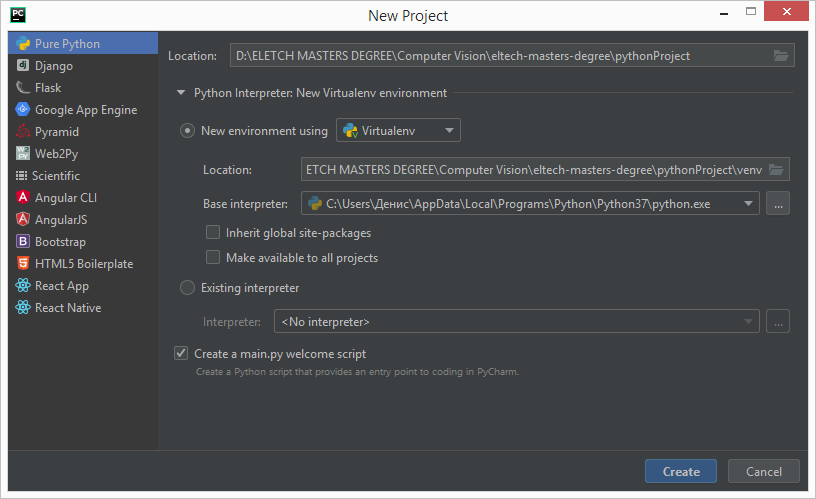 PC
New Project
Pure Python
Django
Flask
Google App Engine
Pyramid
Web2Py
Scientific
Angular CLI
AngularJS
Bootstrap
HTML5 Boilerplate
React App
React Native
Location: D:\ELETCH MASTERS DEGREE\Computer Vision\eltech-masters-degree\pythonProject
Python Interpreter: New Virtualenv environment
New environment using Virtualenv
Location: ETCH MASTERS DEGREE\Computer Vision\eltech-masters-degree\pythonProject\venv
Base interpreter: C:\Users\Денис\AppData\Local\Programs\Python\Python37\python.exe ...
Inherit global site-packages
Make available to all projects
Existing interpreter
Interpreter: <No interpreter> ...
Create a main.py welcome script
Create a Python script that provides an entry point to coding in PyCharm.
Create Cancel